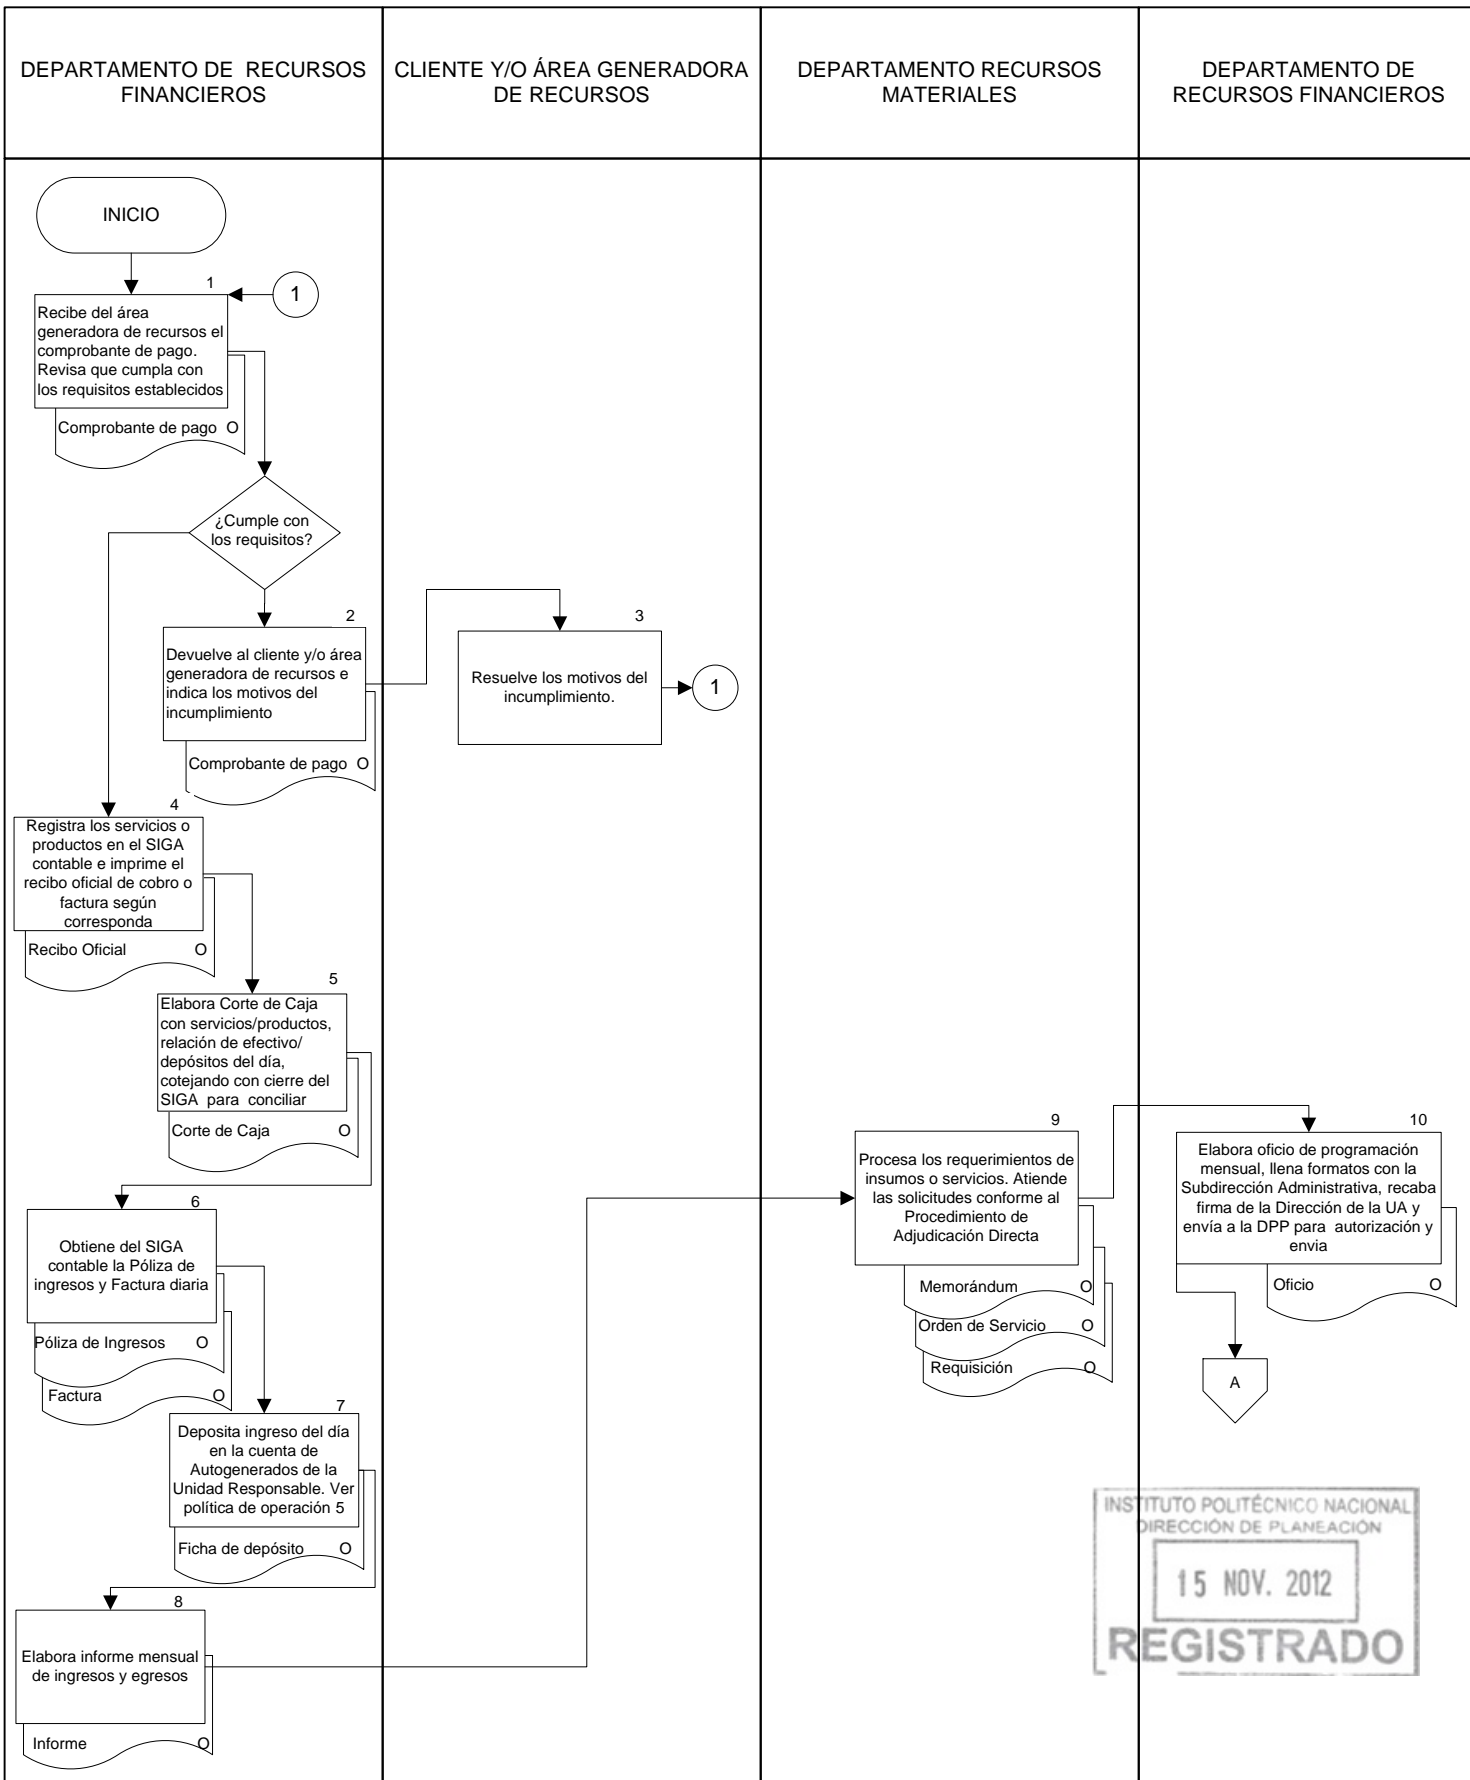 DEPARTAMENTO DE RECURSOS
FINANCIEROS
CLIENTE Y/O ÁREA GENERADORA
DE RECURSOS
DEPARTAMENTO RECURSOS
MATERIALES
DEPARTAMENTO DE
RECURSOS FINANCIEROS
INICIO
1
1
Recibe del área
generadora de recursos el
comprobante de pago.
Revisa que cumpla con
los requisitos establecidos
Comprobante de pago O
¿Cumple con
los requisitos?
2
Devuelve al cliente y/o área
generadora de recursos e
indica los motivos del
incumplimiento
Comprobante de pago O
3
Resuelve los motivos del
incumplimiento.
1
4
Registra los servicios o
productos en el SIGA
contable e imprime el
recibo oficial de cobro o
factura según
corresponda
Recibo Oficial O
5
Elabora Corte de Caja
con servicios/productos,
relación de efectivo/
depósitos del día,
cotejando con cierre del
SIGA para conciliar
Corte de Caja O
6
Obtiene del SIGA
contable la Póliza de
ingresos y Factura diaria
Póliza de Ingresos O
Factura O
7
Deposita ingreso del día
en la cuenta de
Autogenerados de la
Unidad Responsable. Ver
política de operación 5
Ficha de depósito O
8
Elabora informe mensual
de ingresos y egresos
Informe O
9
Procesa los requerimientos de
insumos o servicios. Atiende
las solicitudes conforme al
Procedimiento de
Adjudicación Directa
Memorándum O
Orden de Servicio O
Requisición O
10
Elabora oficio de programación
mensual, llena formatos con la
Subdirección Administrativa, recaba
firma de la Dirección de la UA y
envía a la DPP para autorización y
envia
Oficio O
A
INSTITUTO POLITÉCNICO NACIONAL
DIRECCIÓN DE PLANEACIÓN
15 NOV. 2012
REGISTRADO